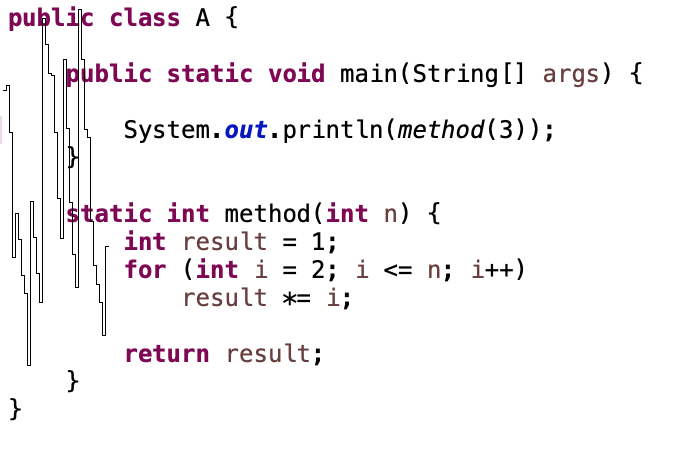 public class A {
public static void main(String[] args) {
System.out.println(method(3));
}
static int method(int n) {
int result = 1;
for (int i = 2; i <= n; i++)
result *= i;
return result;
}
}